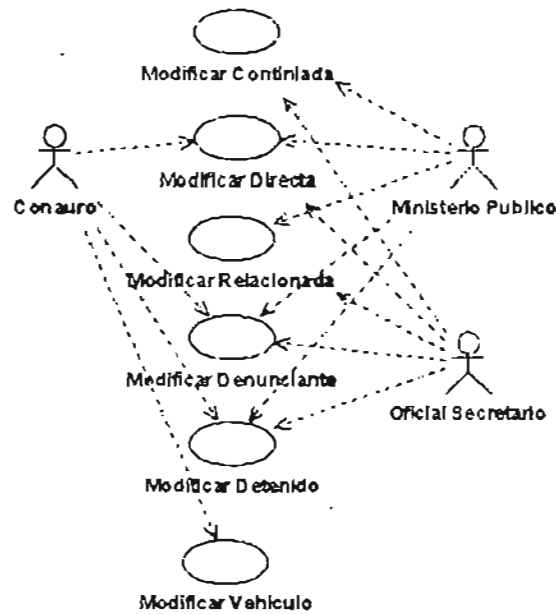 Modificar Continiada
Modificar Directa
Conauro
Ministerio Publico
Modificar Relacionada
Modificar Denunciante
Oficial Secretario
Modificar Detenido
Modificar Vehiculo